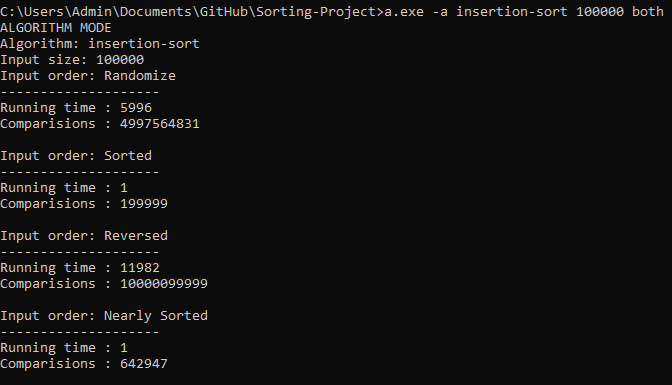 C:\Users\Admin\Documents\GitHub\Sorting-Project>a.exe -a insertion-sort 100000 both
ALGORITHM MODE
Algorithm: insertion-sort
Input size: 100000
Input order: Randomize
--------------------
Running time : 5996
Comparisions : 4997564831
Input order: Sorted
--------------------
Running time : 1
Comparisions : 199999
Input order: Reversed
--------------------
Running time : 11982
Comparisions : 10000099999
Input order: Nearly Sorted
--------------------
Running time : 1
Comparisions : 642947